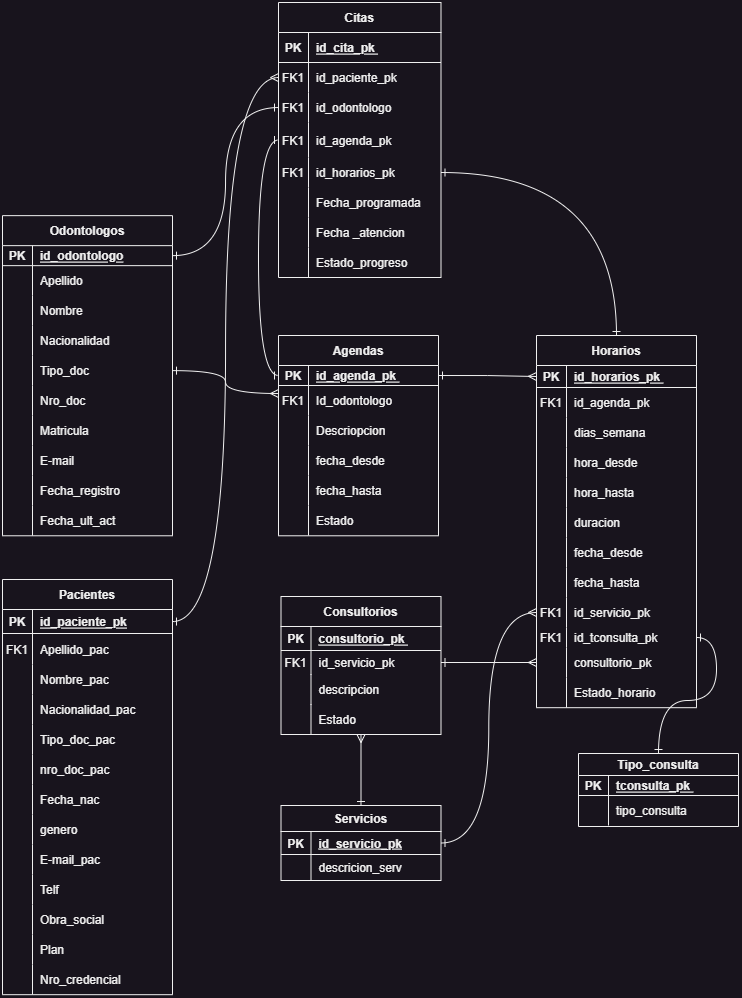 Citas
PK id_cita_pk
FK1 id_paciente_pk
FK1 id_odontologo
FK1 id_agenda_pk
FK1 id_horarios_pk
Fecha_programada
Fecha _atencion
Estado_progreso
Odontologos
PK id_odontologo
Apellido
Nombre
Nacionalidad
Tipo_doc
Nro_doc
Matricula
E-mail
Fecha_registro
Fecha_ult_act
Agendas
PK id_agenda_pk
FK1 Id_odontologo
Descriopcion
fecha_desde
fecha_hasta
Estado
Horarios
PK id_horarios_pk
FK1 id_agenda_pk
dias_semana
hora_desde
hora_hasta
duracion
fecha_desde
fecha_hasta
FK1 id_servicio_pk
FK1 id_tconsulta_pk
consultorio_pk
Estado_horario
Pacientes
PK id_paciente_pk
FK1 Apellido_pac
Nombre_pac
Nacionalidad_pac
Tipo_doc_pac
nro_doc_pac
Fecha_nac
genero
E-mail_pac
Telf
Obra_social
Plan
Nro_credencial
Consultorios
PK consultorio_pk
FK1 id_servicio_pk
descripcion
Estado
Tipo_consulta
PK tconsulta_pk
tipo_consulta
Servicios
PK id_servicio_pk
descricion_serv